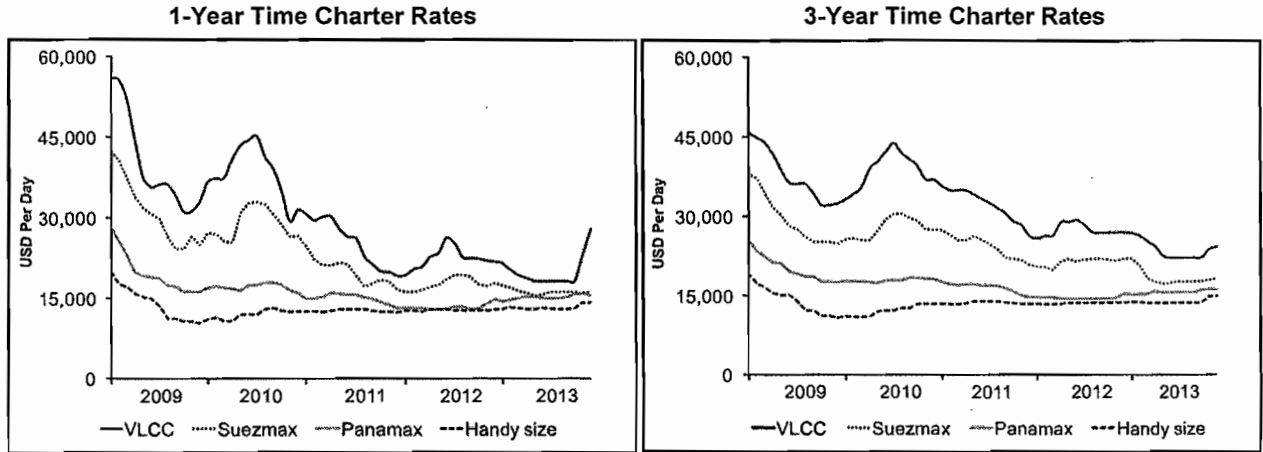 1-Year Time Charter Rates
USD Per Day
60,000
45,000
30,000
15,000
0
2009 2010 2011 2012 2013
VLCC Suezmax Panamax Handy size
3-Year Time Charter Rates
USD Per Day
60,000
45,000
30,000
15,000
0
2009 2010 2011 2012 2013
VLCC Suezmax Panamax Handy size